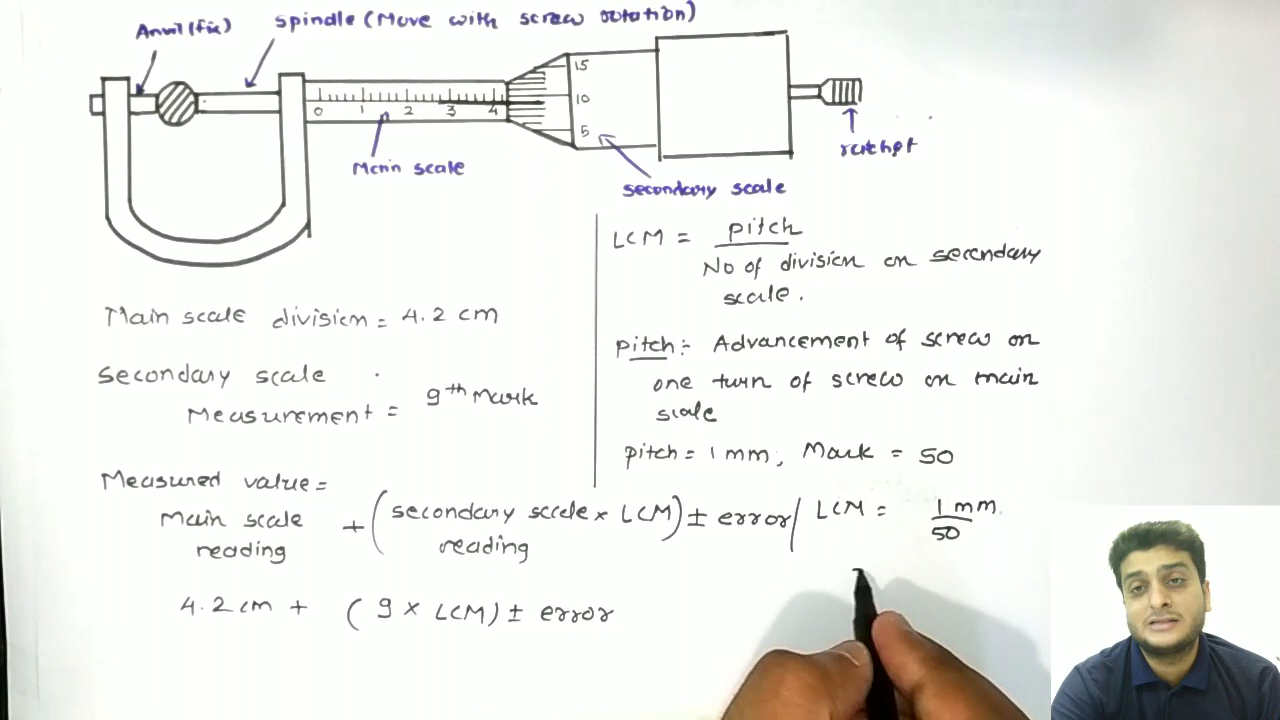 Anvil(fix)
spindle (Move with screw rotation)
0 1 2 3 4
15
10
5
Main scale
ratchet
secondary scale
LCM = pitch
No of division on secondary
scale.
Main scale division = 4.2 cm
secondary scale
Measurement = 9th mark
pitch:- Advancement of screw on
one turn of screw on main
scale
pitch = 1 mm, Mark = 50
Measured value =
Main scale
reading
+ (secondary scale × LCM) ± error
reading
LCM = 1 mm
50
4.2 cm + (9 × LCM) ± error